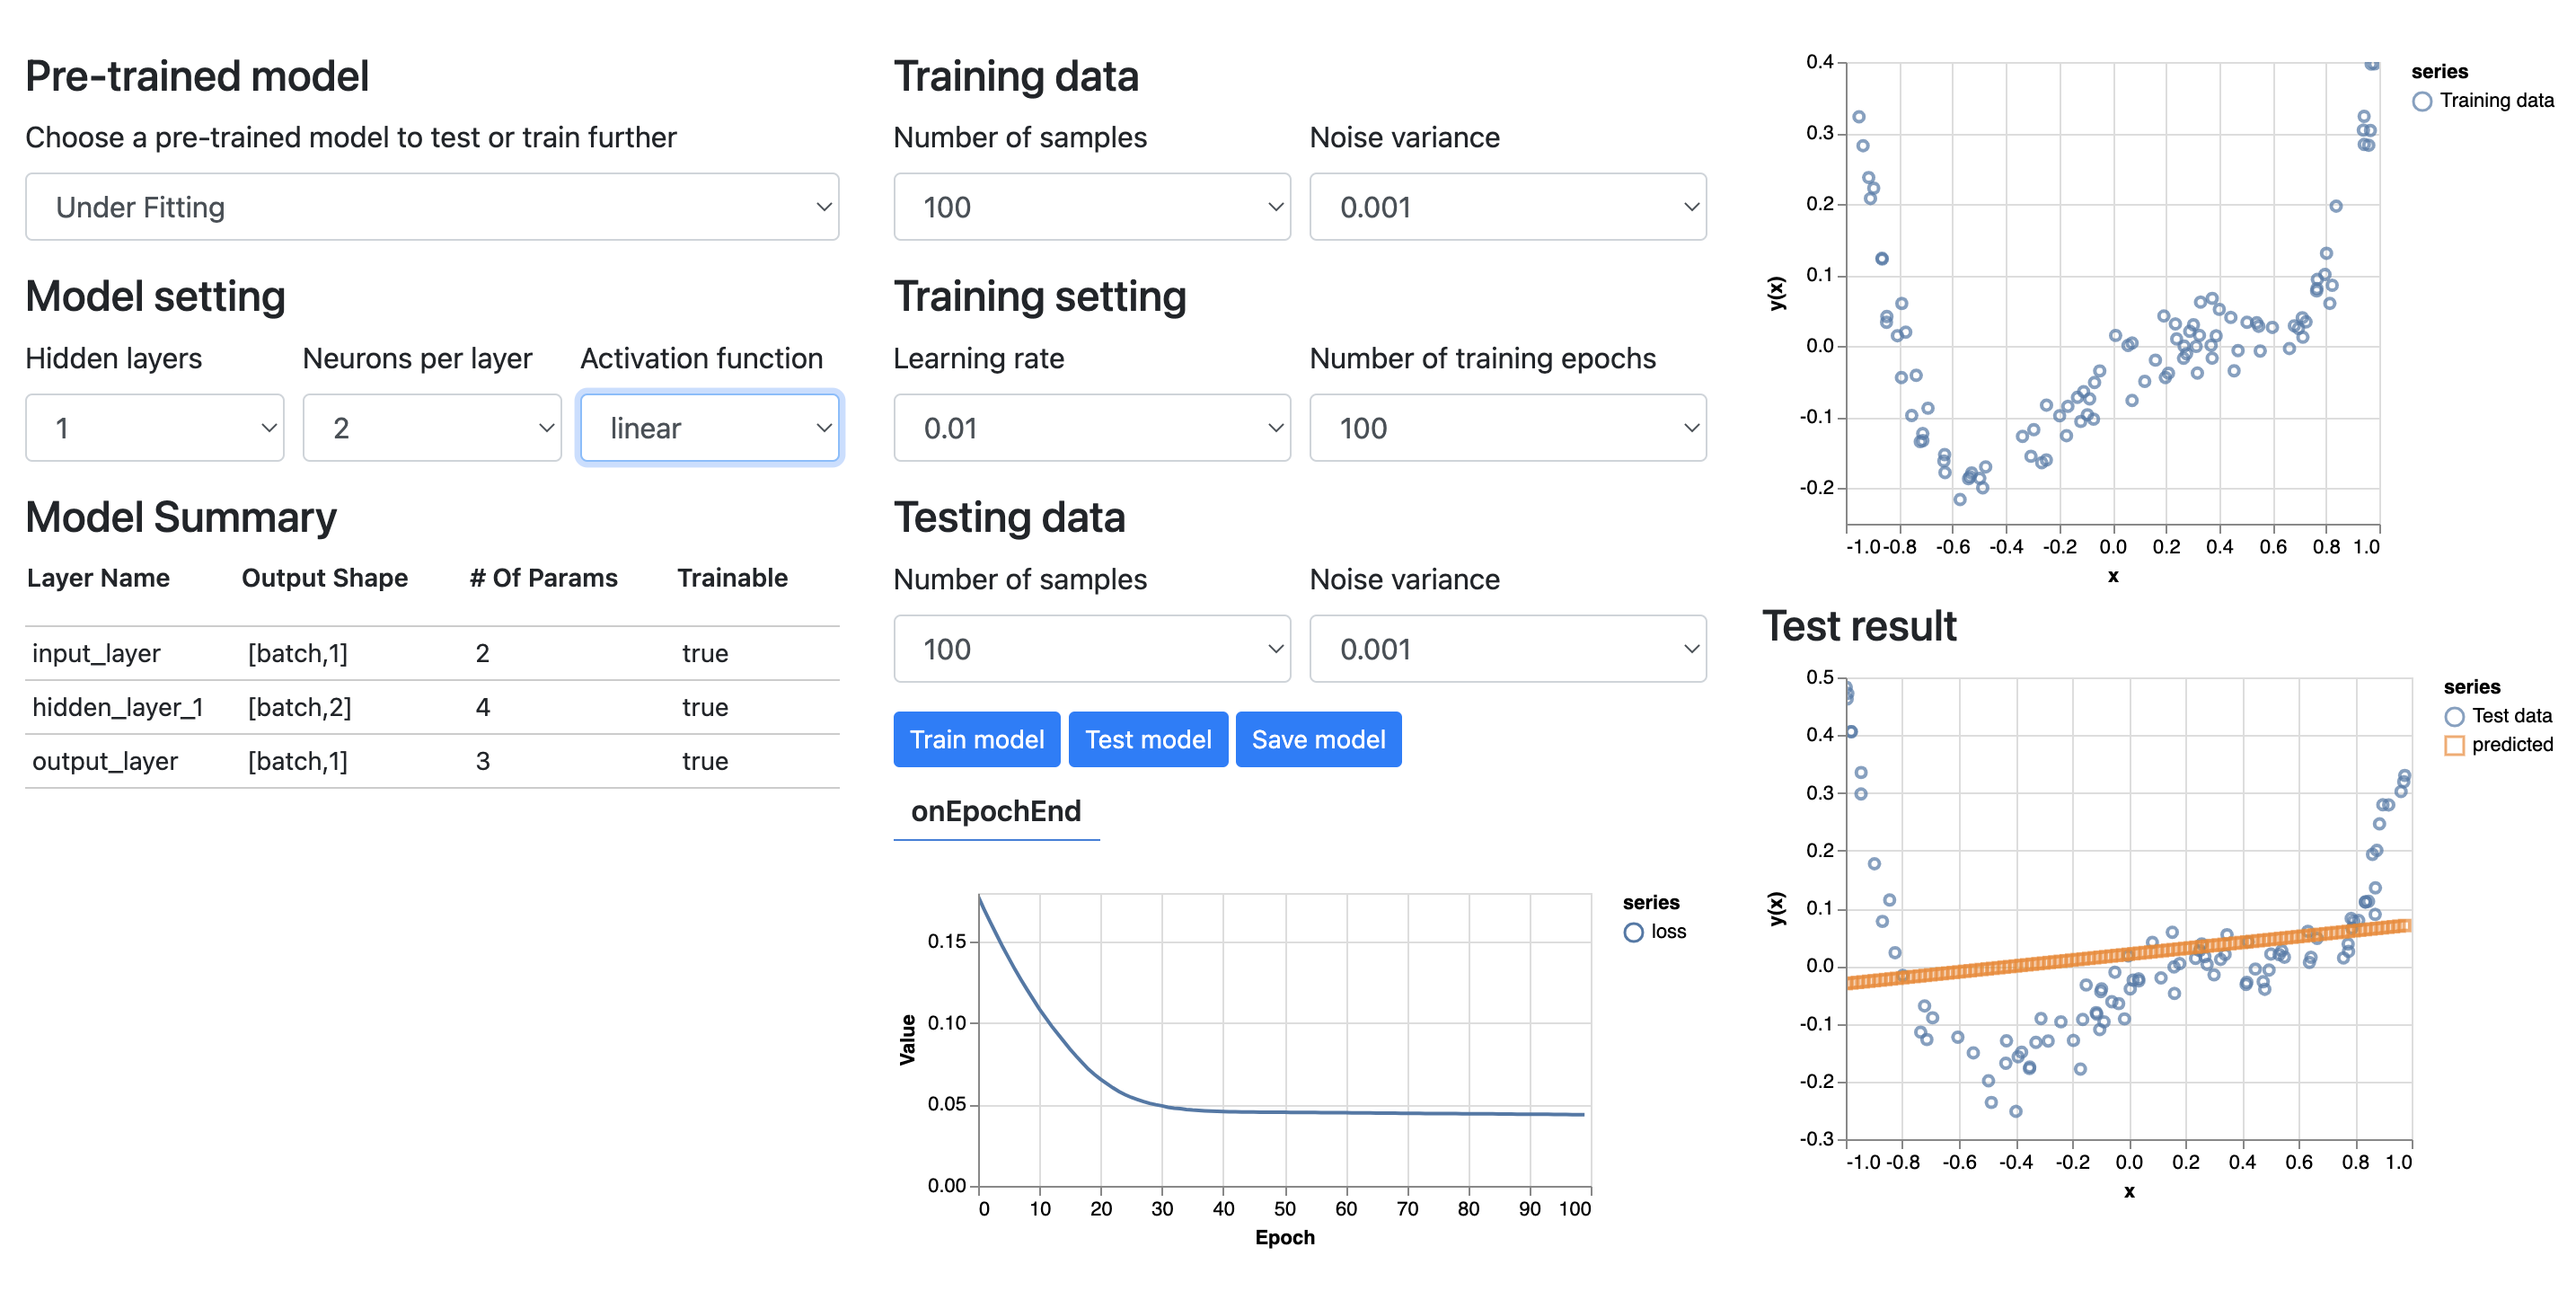 Pre-trained model
Choose a pre-trained model to test or train further
Under Fitting
Model setting
Hidden layers Neurons per layer Activation function
1 2 linear
Model Summary
Layer Name Output Shape # Of Params Trainable
input_layer [batch,1] 2 true
hidden_layer_1 [batch,2] 4 true
output_layer [batch,1] 3 true
Training data
Number of samples Noise variance
100 0.001
Training setting
Learning rate Number of training epochs
0.01 100
Testing data
Number of samples Noise variance
100 0.001
Train model Test model Save model
onEpochEnd
Value
0.15
0.10
0.05
0.00
0 10 20 30 40 50 60 70 80 90 100
Epoch
series
loss
y(x)
0.4
0.3
0.2
0.1
0.0
-0.1
-0.2
-1.0 -0.8 -0.6 -0.4 -0.2 0.0 0.2 0.4 0.6 0.8 1.0
x
series
Training data
Test result
y(x)
0.5
0.4
0.3
0.2
0.1
0.0
-0.1
-0.2
-0.3
-1.0 -0.8 -0.6 -0.4 -0.2 0.0 0.2 0.4 0.6 0.8 1.0
x
series
Test data
predicted